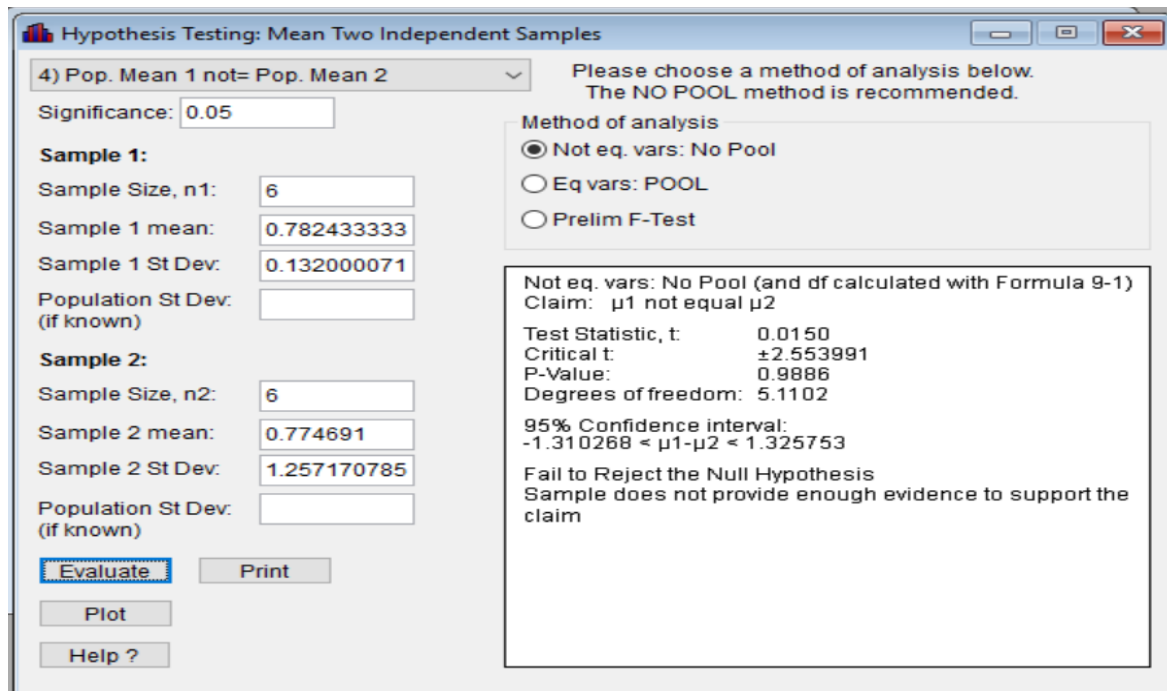 Hypothesis Testing: Mean Two Independent Samples
4) Pop. Mean 1 not= Pop. Mean 2
Significance: 0.05
Sample 1:
Sample Size, n1: 6
Sample 1 mean: 0.782433333
Sample 1 St Dev: 0.132000071
Population St Dev:
(if known)
Sample 2:
Sample Size, n2: 6
Sample 2 mean: 0.774691
Sample 2 St Dev: 1.257170785
Population St Dev:
(if known)
Evaluate Print
Plot
Help ?
Please choose a method of analysis below.
The NO POOL method is recommended.
Method of analysis
Not eq. vars: No Pool
Eq vars: POOL
Prelim F-Test
Not eq. vars: No Pool (and df calculated with Formula 9-1)
Claim: µ1 not equal µ2
Test Statistic, t: 0.0150
Critical t: ±2.553991
P-Value: 0.9886
Degrees of freedom: 5.1102
95% Confidence interval:
-1.310268 < µ1-µ2 < 1.325753
Fail to Reject the Null Hypothesis
Sample does not provide enough evidence to support the
claim